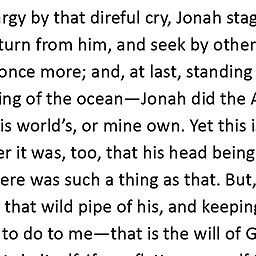 rgy by that direful cry, Jonah stag
turn from him, and seek by other
once more; and, at last, standing
ing of the ocean—Jonah did the A
is world’s, or mine own. Yet this i
er it was, too, that his head being
ere was such a thing as that. But,
that wild pipe of his, and keeping
to do to me—that is the will of G